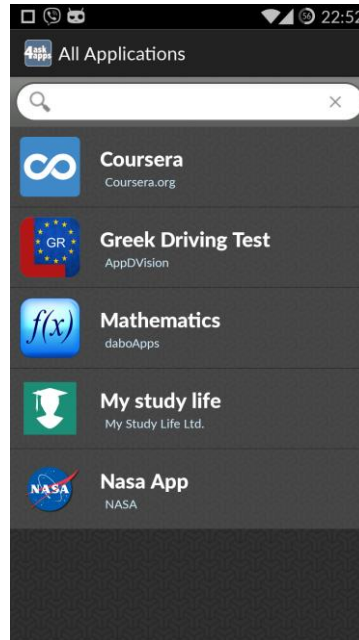 56 22:52
4ask apps All Applications
Coursera
Coursera.org
GR
Greek Driving Test
AppDVision
f(x)
Mathematics
daboApps
My study life
My Study Life Ltd.
NASA
Nasa App
NASA